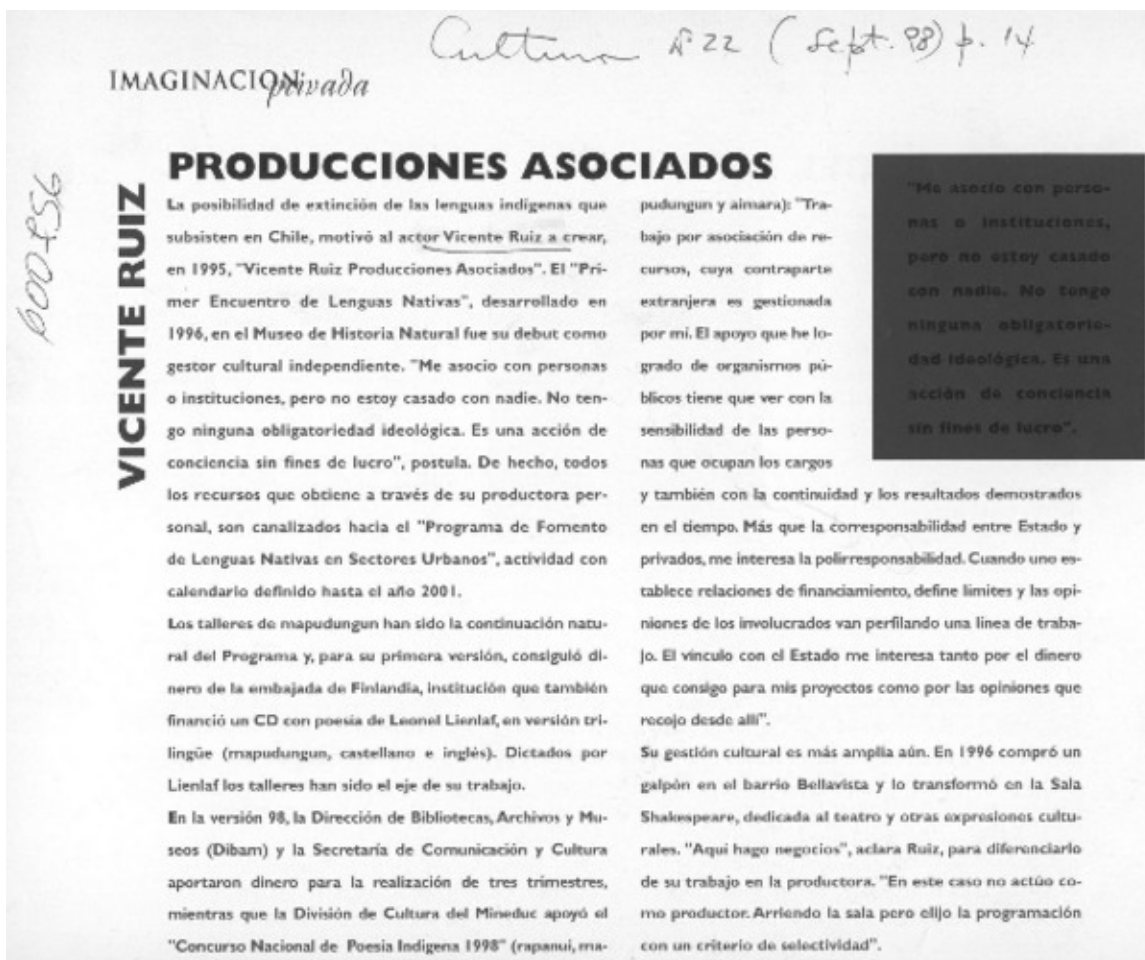 Cultura N°22 (Sept. 98) p. 14
IMAGINACION privada
600256
VICENTE RUIZ
PRODUCCIONES ASOCIADOS
La posibilidad de extinción de las lenguas indígenas que
subsisten en Chile, motivó al actor Vicente Ruiz a crear,
en 1995, "Vicente Ruiz Producciones Asociados". El "Pri-
mer Encuentro de Lenguas Nativas", desarrollado en
1996, en el Museo de Historia Natural fue su debut como
gestor cultural independiente. "Me asocio con personas
o instituciones, pero no estoy casado con nadie. No ten-
go ninguna obligatoriedad ideológica. Es una acción de
conciencia sin fines de lucro", postula. De hecho, todos
los recursos que obtiene a través de su productora per-
sonal, son canalizados hacia el "Programa de Fomento
de Lenguas Nativas en Sectores Urbanos", actividad con
calendario definido hasta el año 2001.
Los talleres de mapudungun han sido la continuación natu-
ral del Programa y, para su primera versión, consiguió di-
nero de la embajada de Finlandia, institución que también
financió un CD con poesía de Leonel Lienlaf, en versión tri-
lingüe (mapudungun, castellano e inglés). Dictados por
Lienlaf los talleres han sido el eje de su trabajo.
En la versión 98, la Dirección de Bibliotecas, Archivos y Mu-
seos (Dibam) y la Secretaría de Comunicación y Cultura
aportaron dinero para la realización de tres trimestres,
mientras que la División de Cultura del Mineduc apoyó el
"Concurso Nacional de Poesía Indígena 1998" (rapanui, ma-
pudungun y aimara): "Tra-
bajo por asociación de re-
cursos, cuya contraparte
extranjera es gestionada
por mí. El apoyo que he lo-
grado de organismos pú-
blicos tiene que ver con la
sensibilidad de las perso-
nas que ocupan los cargos
y también con la continuidad y los resultados demostrados
en el tiempo. Más que la corresponsabilidad entre Estado y
privados, me interesa la polirresponsabilidad. Cuando uno es-
tablece relaciones de financiamiento, define límites y las opi-
niones de los involucrados van perfilando una línea de traba-
jo. El vínculo con el Estado me interesa tanto por el dinero
que consigo para mis proyectos como por las opiniones que
recojo desde allí".
Su gestión cultural es más amplia aún. En 1996 compró un
galpón en el barrio Bellavista y lo transformó en la Sala
Shakespeare, dedicada al teatro y otras expresiones cultu-
rales. "Aquí hago negocios", aclara Ruiz, para diferenciarlo
de su trabajo en la productora. "En este caso no actúo co-
mo productor. Arriendo la sala pero elijo la programación
con un criterio de selectividad".
"Me asocio con perso-
nas o instituciones,
pero no estoy casado
con nadie. No tengo
ninguna obligatorie-
dad ideológica. Es una
acción de conciencia
sin fines de lucro".